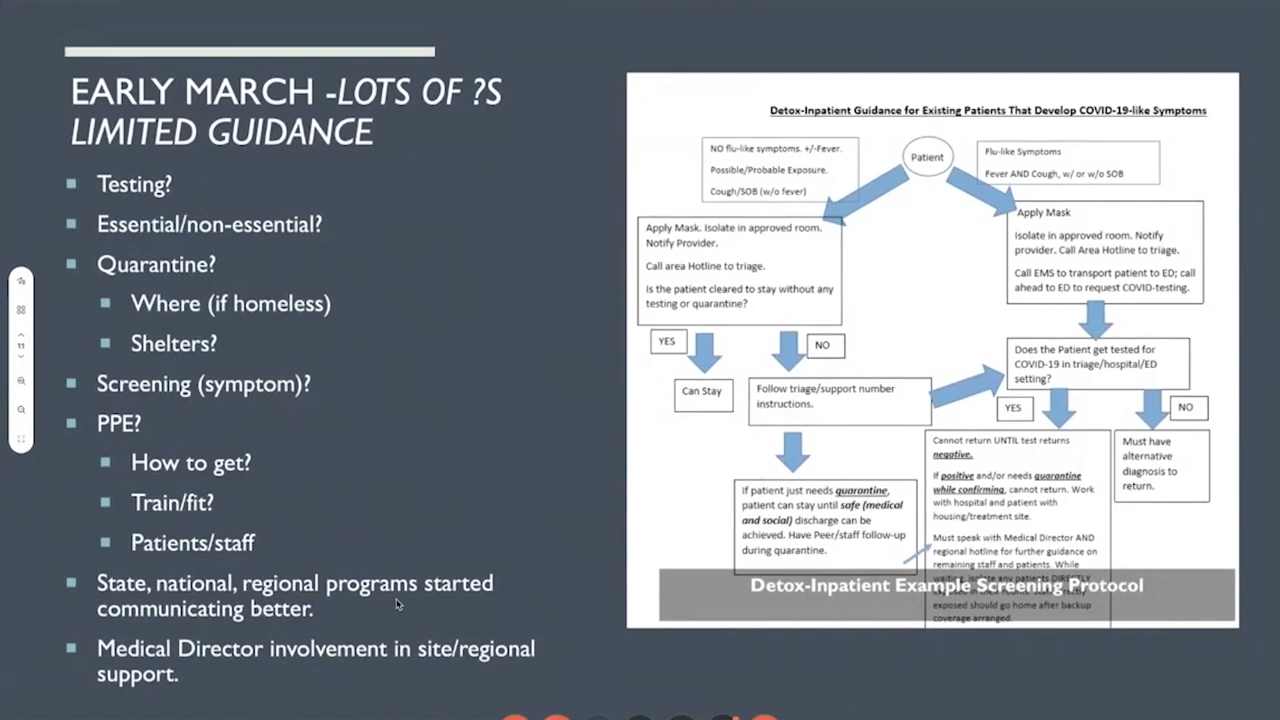 EARLY MARCH -LOTS OF ?S
LIMITED GUIDANCE
Testing?
Essential/non-essential?
Quarantine?
Where (if homeless)
Shelters?
Screening (symptom)?
PPE?
How to get?
Train/fit?
Patients/staff
State, national, regional programs started
communicating better.
Medical Director involvement in site/regional
support.
11
Detox-Inpatient Guidance for Existing Patients That Develop COVID-19-like Symptoms
NO flu-like symptoms. +/-Fever.
Possible/Probable Exposure.
Cough/SOB (w/o fever)
Patient
Flu-like Symptoms
Fever AND Cough, w/ or w/o SOB
Apply Mask. Isolate in approved room.
Notify Provider.
Call area Hotline to triage.
Is the patient cleared to stay without any
testing or quarantine?
Apply Mask
Isolate in approved room. Notify
provider. Call Area Hotline to triage.
Call EMS to transport patient to ED; call
ahead to ED to request COVID-testing.
YES
NO
Can Stay
Follow triage/support number
instructions.
Does the Patient get tested for
COVID-19 in triage/hospital/ED
setting?
YES
NO
If patient just needs quarantine,
patient can stay until safe (medical
and social) discharge can be
achieved. Have Peer/staff follow-up
during quarantine.
Cannot return UNTIL test returns
negative.
If positive and/or needs quarantine
while confirming, cannot return. Work
with hospital and patient with
housing/treatment site.
Must speak with Medical Director AND
regional hotline for further guidance on
remaining staff and patients. While
waiting, isolate any patients DIRECTLY
exposed should go home after backup
coverage arranged.
Must have
alternative
diagnosis to
return.
Detox-Inpatient Example Screening Protocol